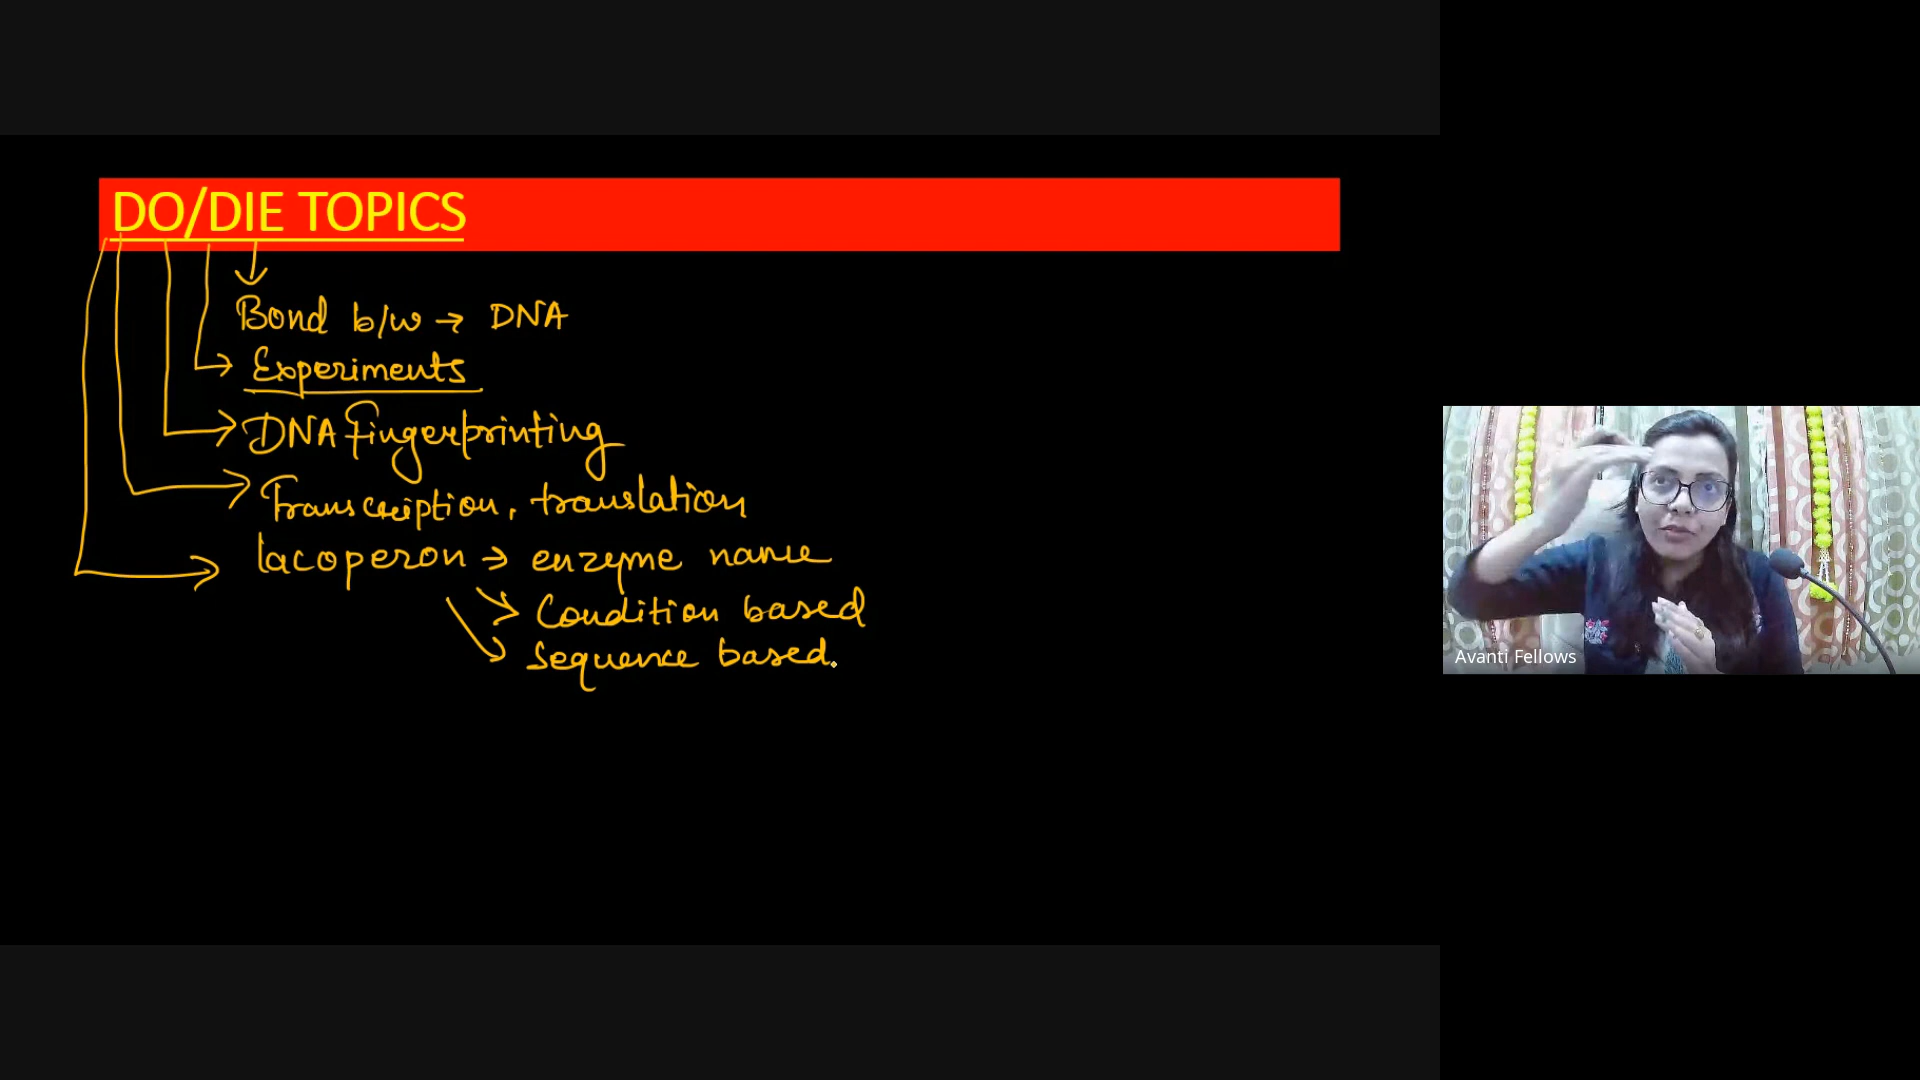 DO/DIE TOPICS
Bond b/w → DNA
Experiments
DNA fingerprinting
Transcription, translation
lacoperon → enzyme name
Condition based
Sequence based.
Avanti Fellows